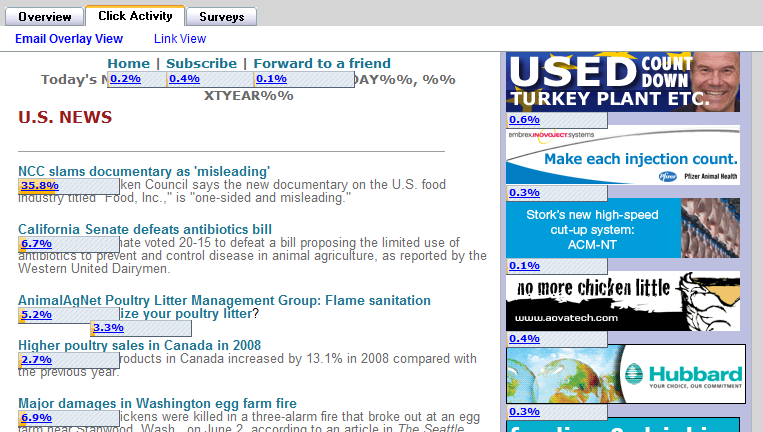 Overview Click Activity Surveys
Email Overlay View Link View
Home | Subscribe | Forward to a friend
0.2% 0.4% 0.1%
Today's DAY%%, %%
XTYEAR%%
U.S. NEWS
NCC slams documentary as 'misleading'
35.8% ken Council says the new documentary on the U.S. food
industry titled "Food, Inc.," is "one-sided and misleading."
California Senate defeats antibiotics bill
6.7% nate voted 20-15 to defeat a bill proposing the limited use of
antibiotics to prevent and control disease in animal agriculture, as reported by the
Western United Dairymen.
AnimalAgNet Poultry Litter Management Group: Flame sanitation
5.2% ize your poultry litter?
3.3%
Higher poultry sales in Canada in 2008
2.7% roducts in Canada increased by 13.1% in 2008 compared with
the previous year.
Major damages in Washington egg farm fire
6.9% ickens were killed in a three-alarm fire that broke out at an egg
farm near Stanwood, Wash., on June 2, according to an article in The Seattle
USED COUNT
DOWN
TURKEY PLANT ETC.
0.6%
embrex INOVOJECT systems
Make each injection count.
Pfizer Pfizer Animal Health
0.3%
Stork's new high-speed
cut-up system:
ACM-NT
0.1%
no more chicken little
www.aovatech.com
0.4%
Hubbard
YOUR CHOICE, OUR COMMITMENT
0.3%